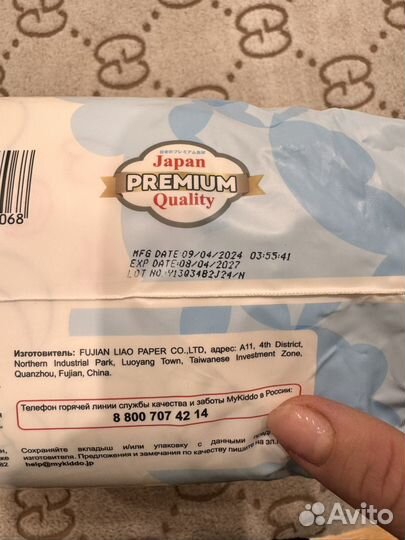 Japan
PREMIUM
Quality
068
MFG DATE:09/04/2024 03:55:41
EXP DATE:08/04/2027
Изготовитель: FUJIAN LIAO PAPER CO.,LTD, адрес: A11, 4th District,
Northern Industrial Park, Luoyang Town, Taiwanese Investment Zone,
Quanzhou, Fujian, China.
Телефон горячей линии службы качества и заботы MyKiddo в России:
8 800 707 42 14
Сохраняйте вкладыш и/или упаковку с данными
изготовителя. Предложения и замечания по качеству пишите на ЭЛ.
help@mykiddo.jp
Avito